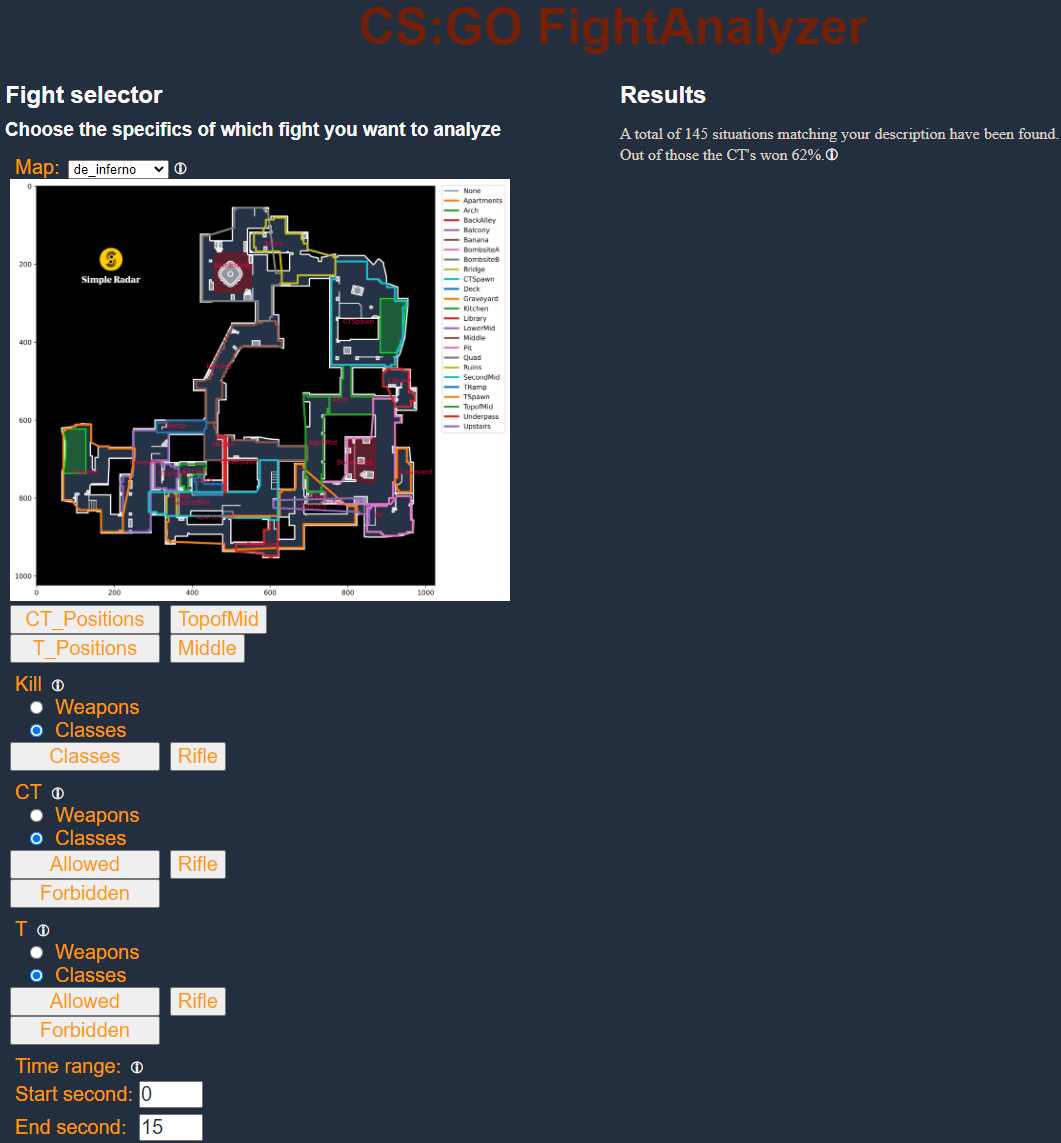 CS:GO FightAnalyzer
Fight selector
Choose the specifics of which fight you want to analyze
Map: de_inferno
0
200
400
600
800
1000
0
200
400
600
800
1000
Simple Radar
CTSpawn
None
Apartments
Arch
BackAlley
Balcony
Banana
BombsiteA
BombsiteB
Bridge
CTSpawn
Deck
Graveyard
Kitchen
Library
LowerMid
Middle
Pit
Quad
Ruins
SecondMid
TRamp
TSpawn
TopofMid
Underpass
Upstairs
CT_Positions TopofMid
T_Positions Middle
Kill
Weapons
Classes
Classes Rifle
CT
Weapons
Classes
Allowed Rifle
Forbidden
T
Weapons
Classes
Allowed Rifle
Forbidden
Time range:
Start second: 0
End second: 15
Results
A total of 145 situations matching your description have been found.
Out of those the CT's won 62%.